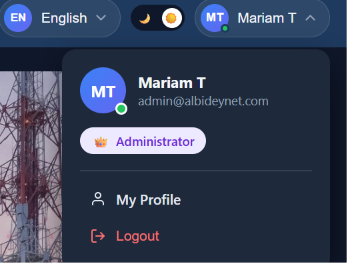 EN English MT Mariam T
MT Mariam T
admin@albideynet.com
Administrator
My Profile
Logout